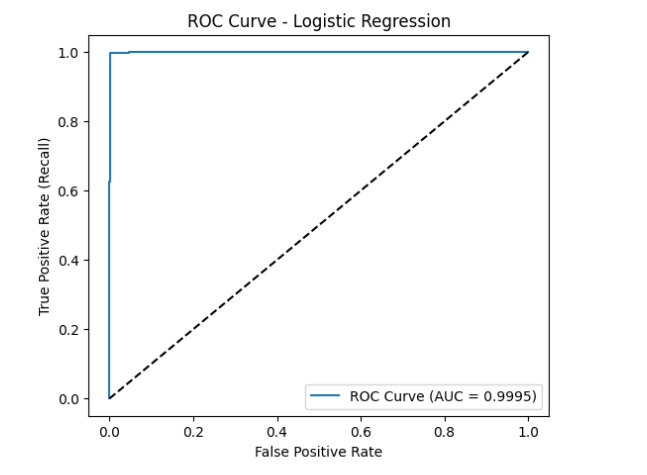 ROC Curve - Logistic Regression
True Positive Rate (Recall)
1.0
0.8
0.6
0.4
0.2
0.0
ROC Curve (AUC = 0.9995)
0.0 0.2 0.4 0.6 0.8 1.0
False Positive Rate